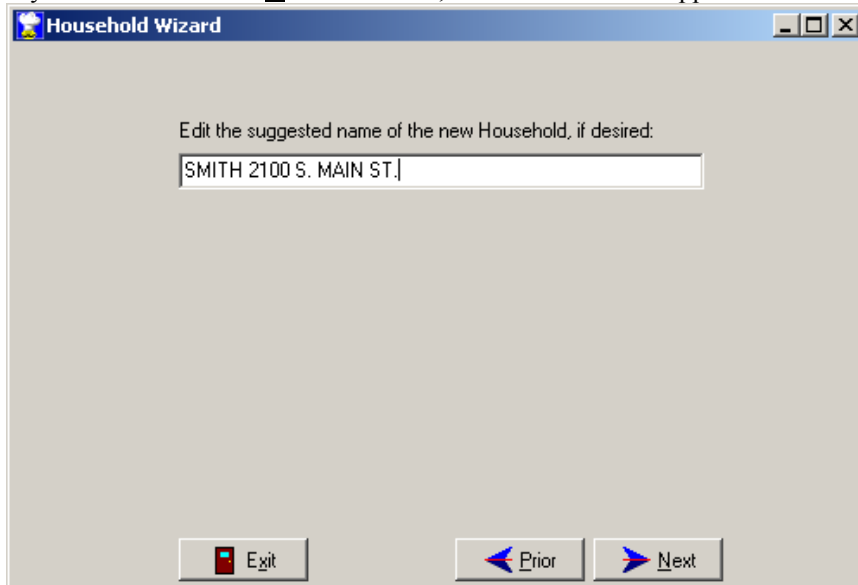 Household Wizard
Edit the suggested name of the new Household, if desired:
SMITH 2100 S. MAIN ST.
Exit Prior Next